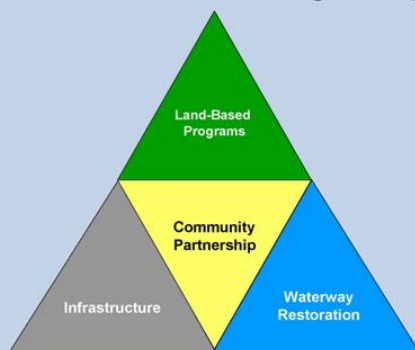 Land-Based
Programs
Community
Partnership
Infrastructure
Waterway
Restoration